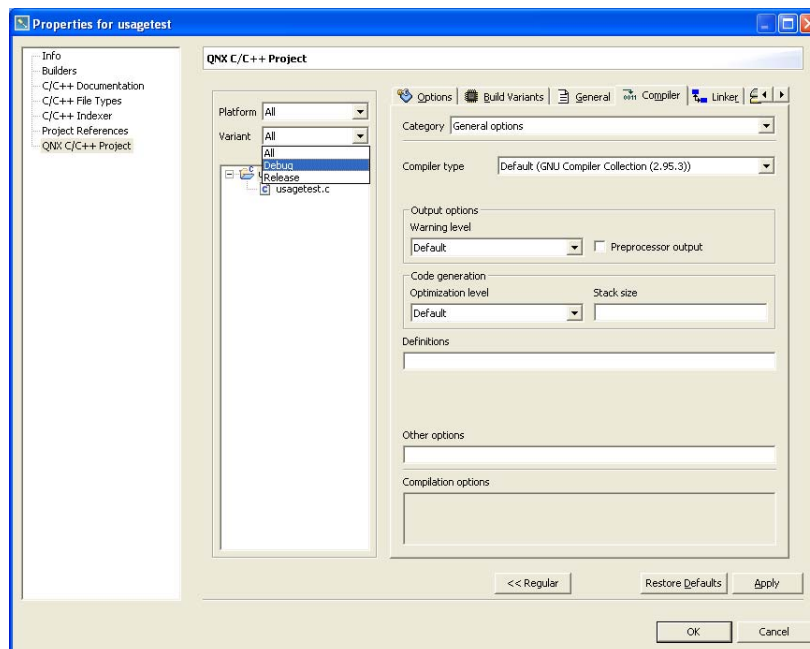 Properties for usagetest
Info
Builders
C/C++ Documentation
C/C++ File Types
C/C++ Indexer
Project References
QNX C/C++ Project
QNX C/C++ Project
Platform All
Variant All
All
Debug
Release
usagetest.c
Options Build Variants General Compiler Linker
Category General options
Compiler type Default (GNU Compiler Collection (2.95.3))
Output options
Warning level
Default Preprocessor output
Code generation
Optimization level Stack size
Default
Definitions
Other options
Compilation options
<< Regular Restore Defaults Apply
OK Cancel